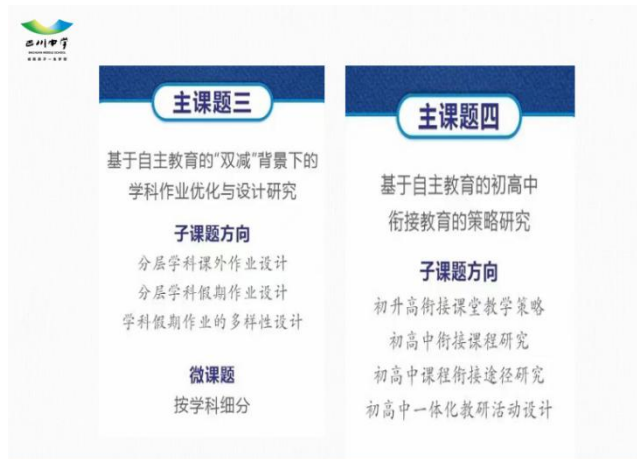 主课题三
基于自主教育的“双减”背景下的
学科作业优化与设计研究
子课题方向
分层学科课外作业设计
分层学科假期作业设计
学科假期作业的多样性设计
微课题
按学科细分
主课题四
基于自主教育的初高中
衔接教育的策略研究
子课题方向
初升高衔接课堂教学策略
初高中衔接课程研究
初高中课程衔接途径研究
初高中一体化教研活动设计